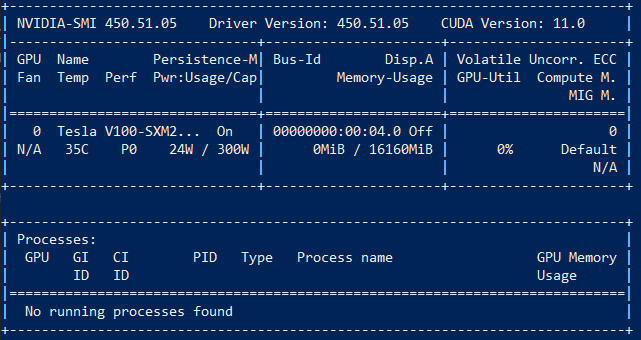 NVIDIA-SMI 450.51.05    Driver Version: 450.51.05    CUDA Version: 11.0
GPU  Name        Persistence-M| Bus-Id        Disp.A | Volatile Uncorr. ECC
Fan  Temp  Perf  Pwr:Usage/Cap|         Memory-Usage | GPU-Util  Compute M.
MIG M.
0  Tesla V100-SXM2...  On   | 00000000:00:04.0 Off |                    0
N/A   35C    P0    24W / 300W |      0MiB / 16160MiB |      0%      Default
N/A
Processes:
GPU   GI   CI        PID   Type   Process name                  GPU Memory
ID   ID                                                   Usage
No running processes found